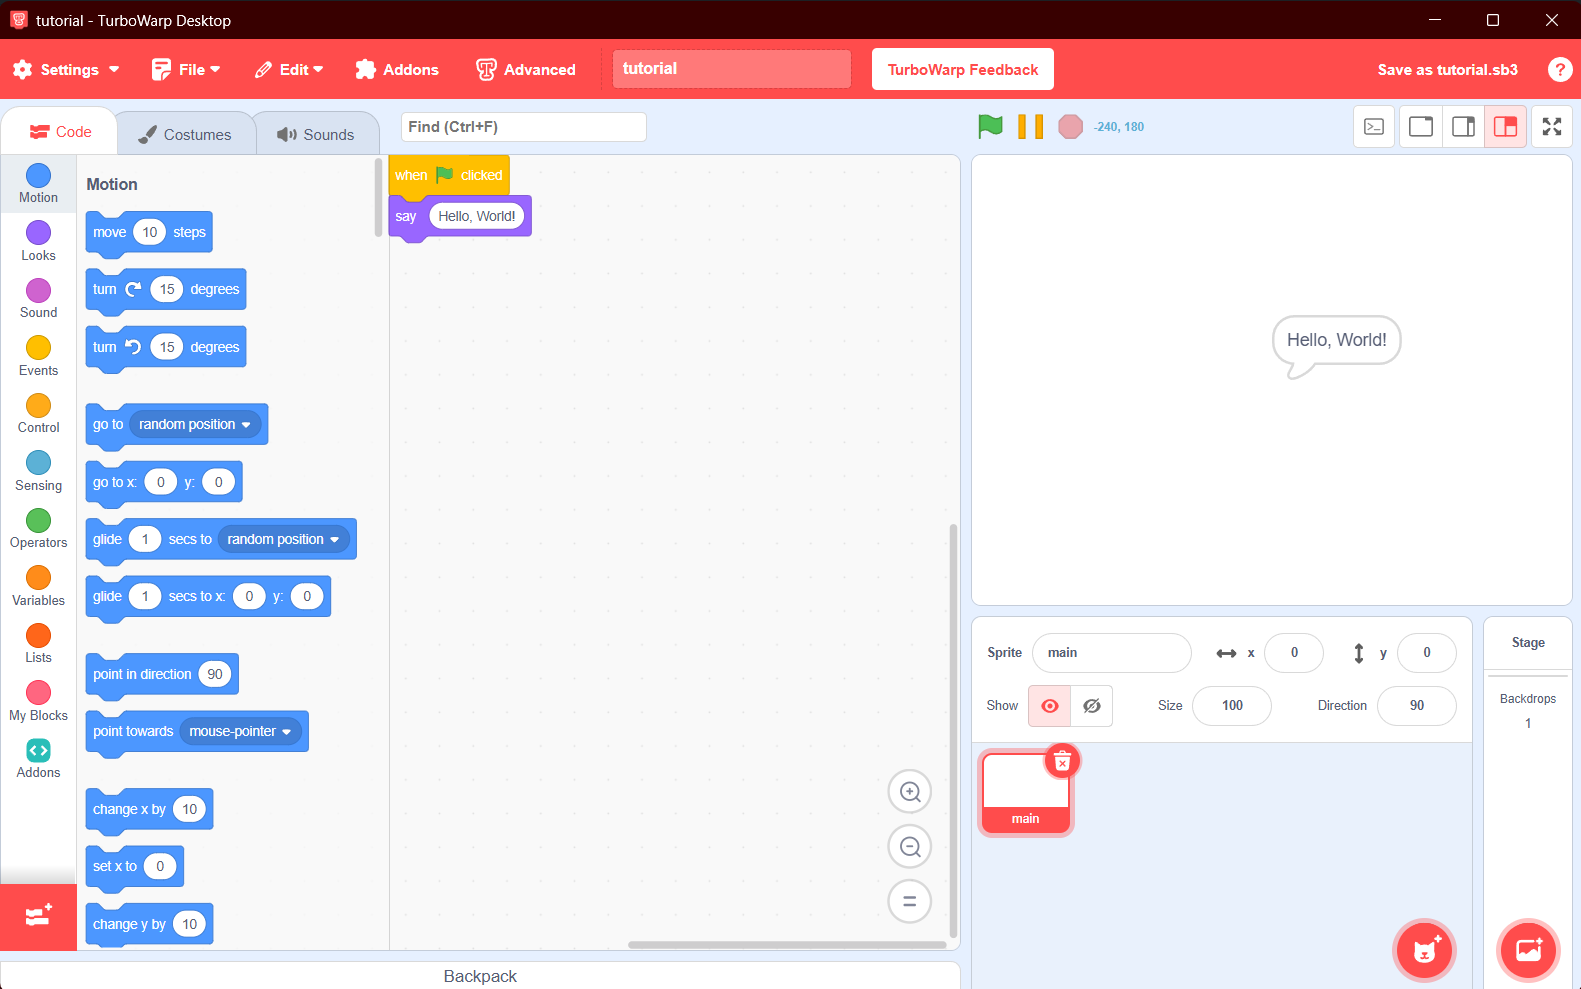 tutorial - TurboWarp Desktop
Settings File Edit Addons Advanced tutorial TurboWarp Feedback Save as tutorial.sb3 ?
Code Costumes Sounds Find (Ctrl+F) -240, 180
Motion
Looks
Sound
Events
Control
Sensing
Operators
Variables
Lists
My Blocks
Addons
Motion
move 10 steps
turn 15 degrees
turn 15 degrees
go to random position
go to x: 0 y: 0
glide 1 secs to random position
glide 1 secs to x: 0 y: 0
point in direction 90
point towards mouse-pointer
change x by 10
set x to 0
change y by 10
when clicked
say Hello, World!
Hello, World!
Sprite main x 0 y 0
Show Size 100 Direction 90
main
Stage
Backdrops
1
Backpack